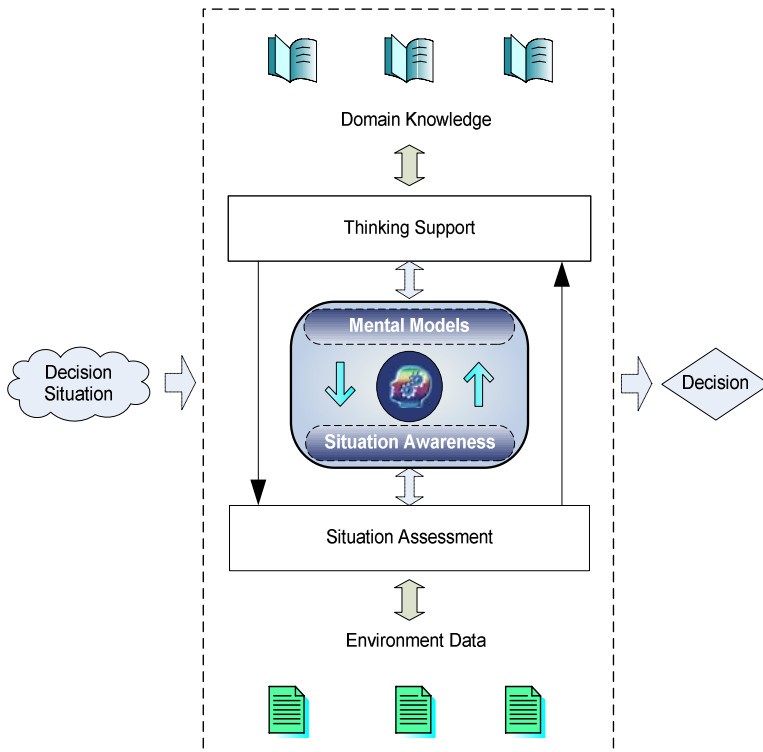 Domain Knowledge
Thinking Support
Mental Models
Decision
Situation
Decision
Situation Awareness
Situation Assessment
Environment Data